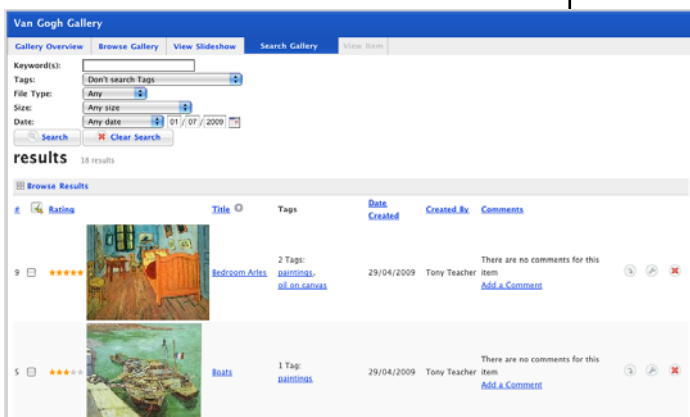 Van Gogh Gallery
Gallery Overview Browse Gallery View Slideshow Search Gallery View Item
Keyword(s):
Tags: Don't search Tags
File Type: Any
Size: Any size
Date: Any date 01 / 07 / 2009
Search Clear Search
results 18 results
Browse Results
# Rating Title Tags Date Created Created By Comments
9 Bedroom Arles 2 Tags: paintings, oil on canvas 29/04/2009 Tony Teacher There are no comments for this item Add a Comment
5 Boats 1 Tag: paintings 29/04/2009 Tony Teacher There are no comments for this item Add a Comment